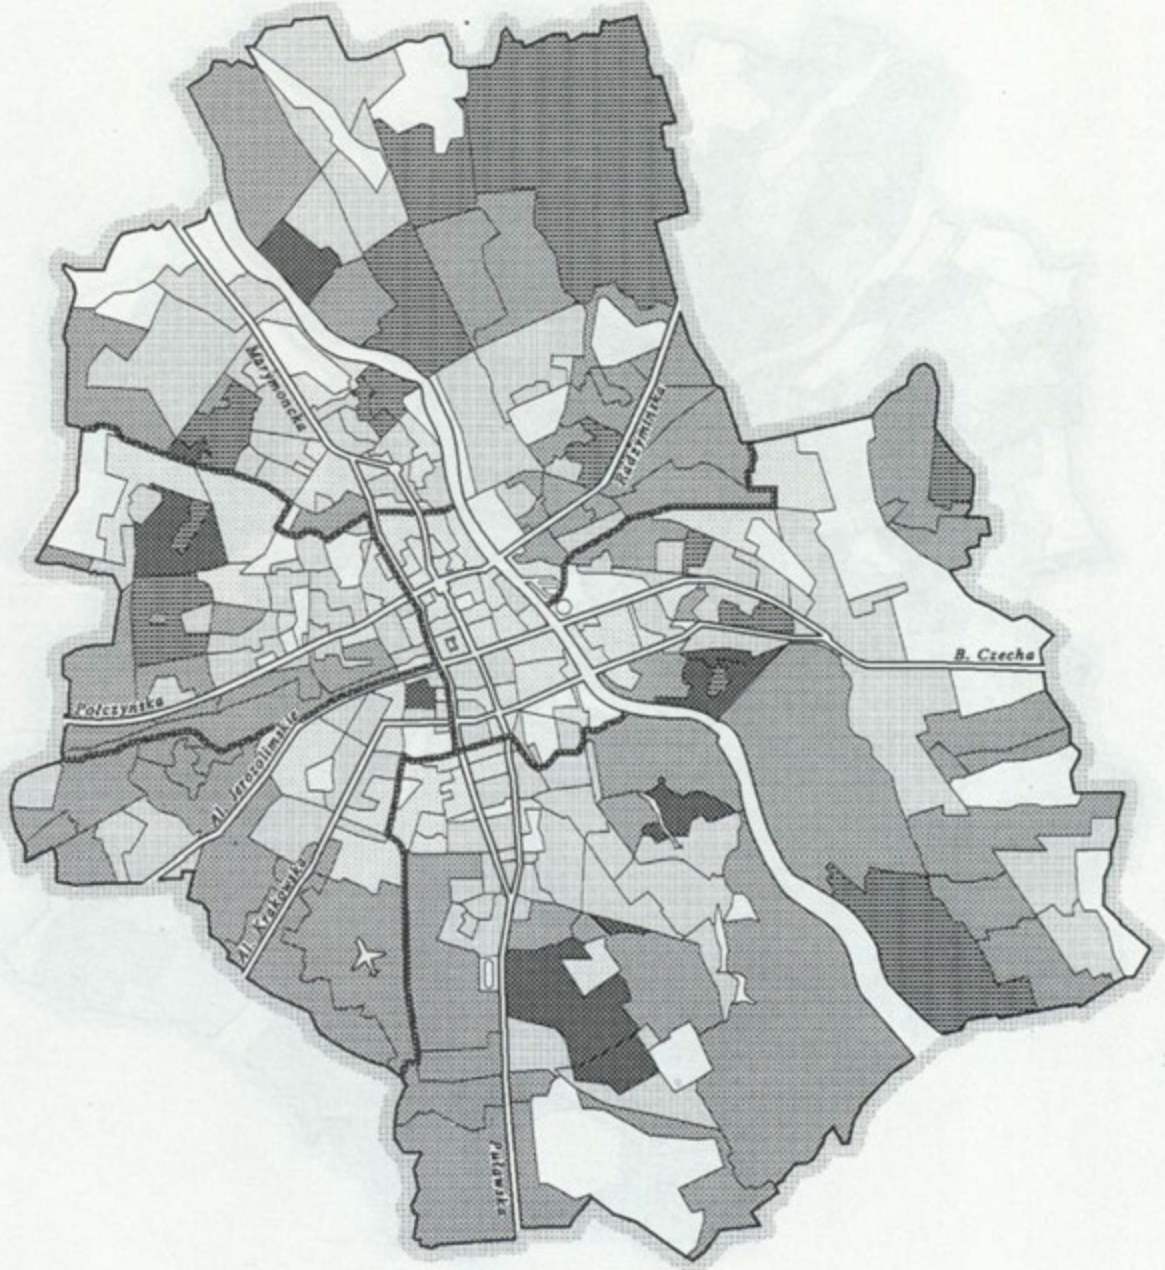 Marymoncka
Radzymińska
B. Czecha
Połczyńska
Al. Jerozolimskie
Al. Krakowska
Puławska